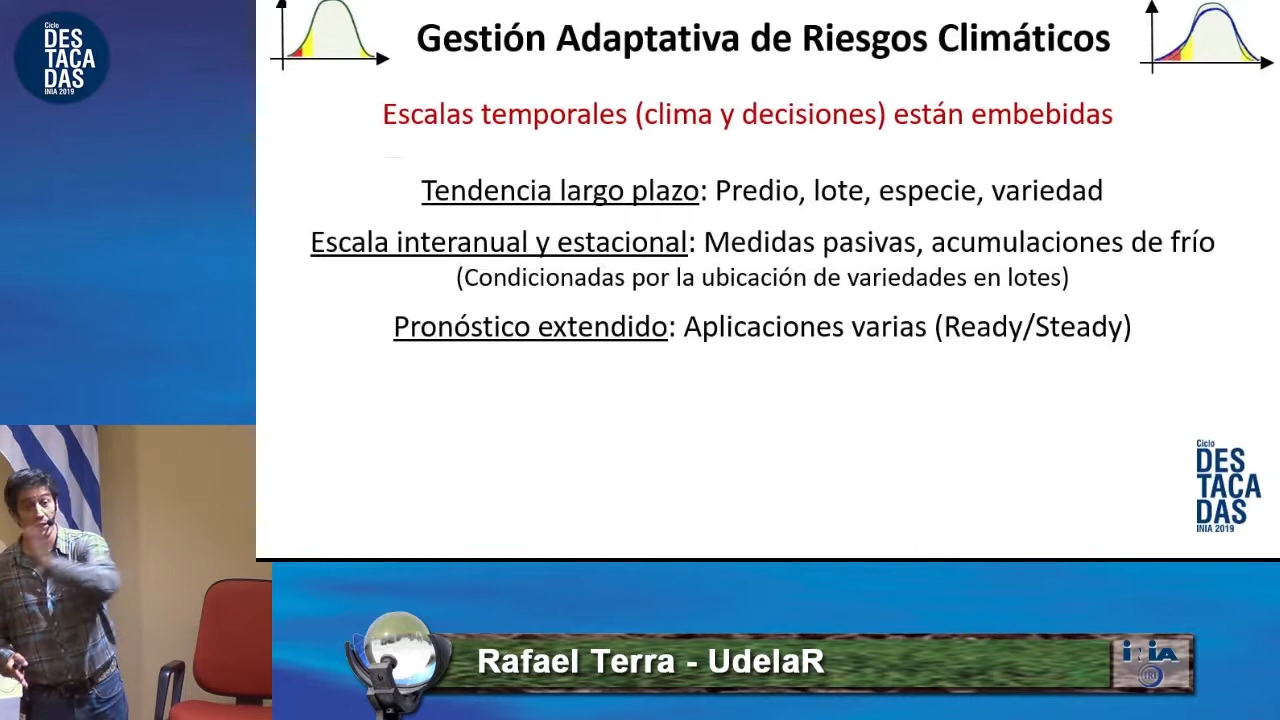 Ciclo
DES
TACA
DAS
INIA 2019
Gestión Adaptativa de Riesgos Climáticos
Escalas temporales (clima y decisiones) están embebidas
Tendencia largo plazo: Predio, lote, especie, variedad
Escala interanual y estacional: Medidas pasivas, acumulaciones de frío
(Condicionadas por la ubicación de variedades en lotes)
Pronóstico extendido: Aplicaciones varias (Ready/Steady)
Ciclo
DES
TACA
DAS
INIA 2019
Rafael Terra - UdelaR
inia